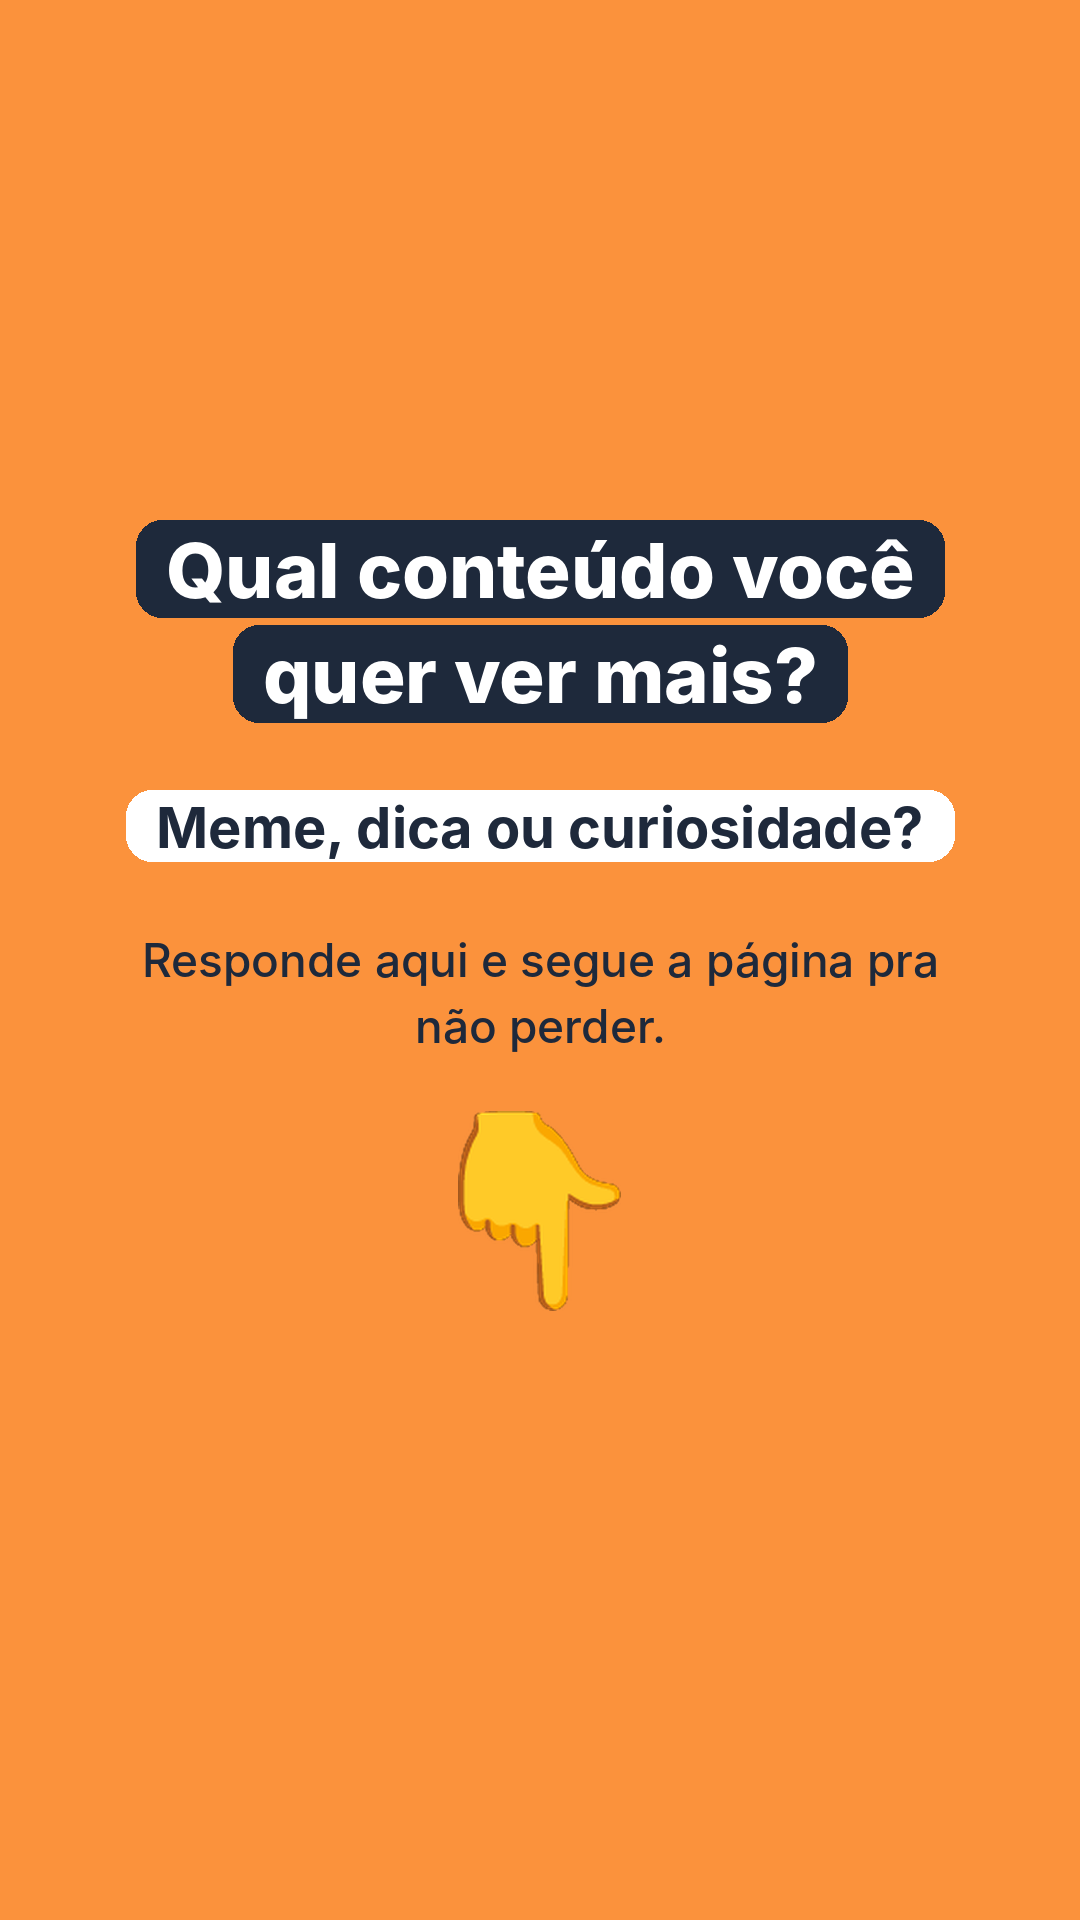 Qual conteúdo você
quer ver mais?
Meme, dica ou curiosidade?
Responde aqui e segue a página pra
não perder.